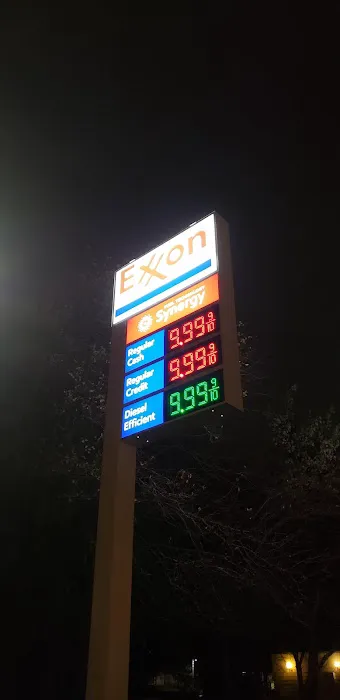 Exxon
Synergy
Regular
Cash
9.99 9/10
Regular
Credit
9.99 9/10
Diesel
Efficient
9.99 9/10